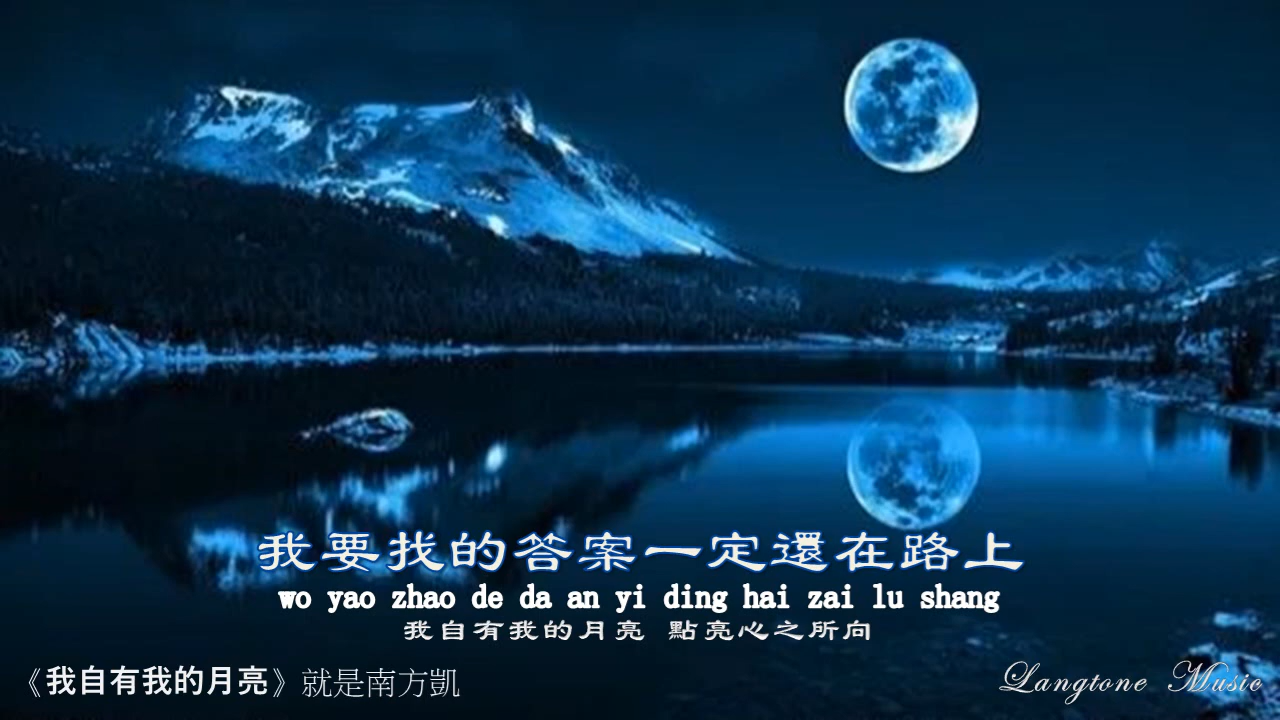 我要找的答案一定還在路上
wo yao zhao de da an yi ding hai zai lu shang
我自有我的月亮 點亮心之所向
《我自有我的月亮》就是南方凱
Langtone Music